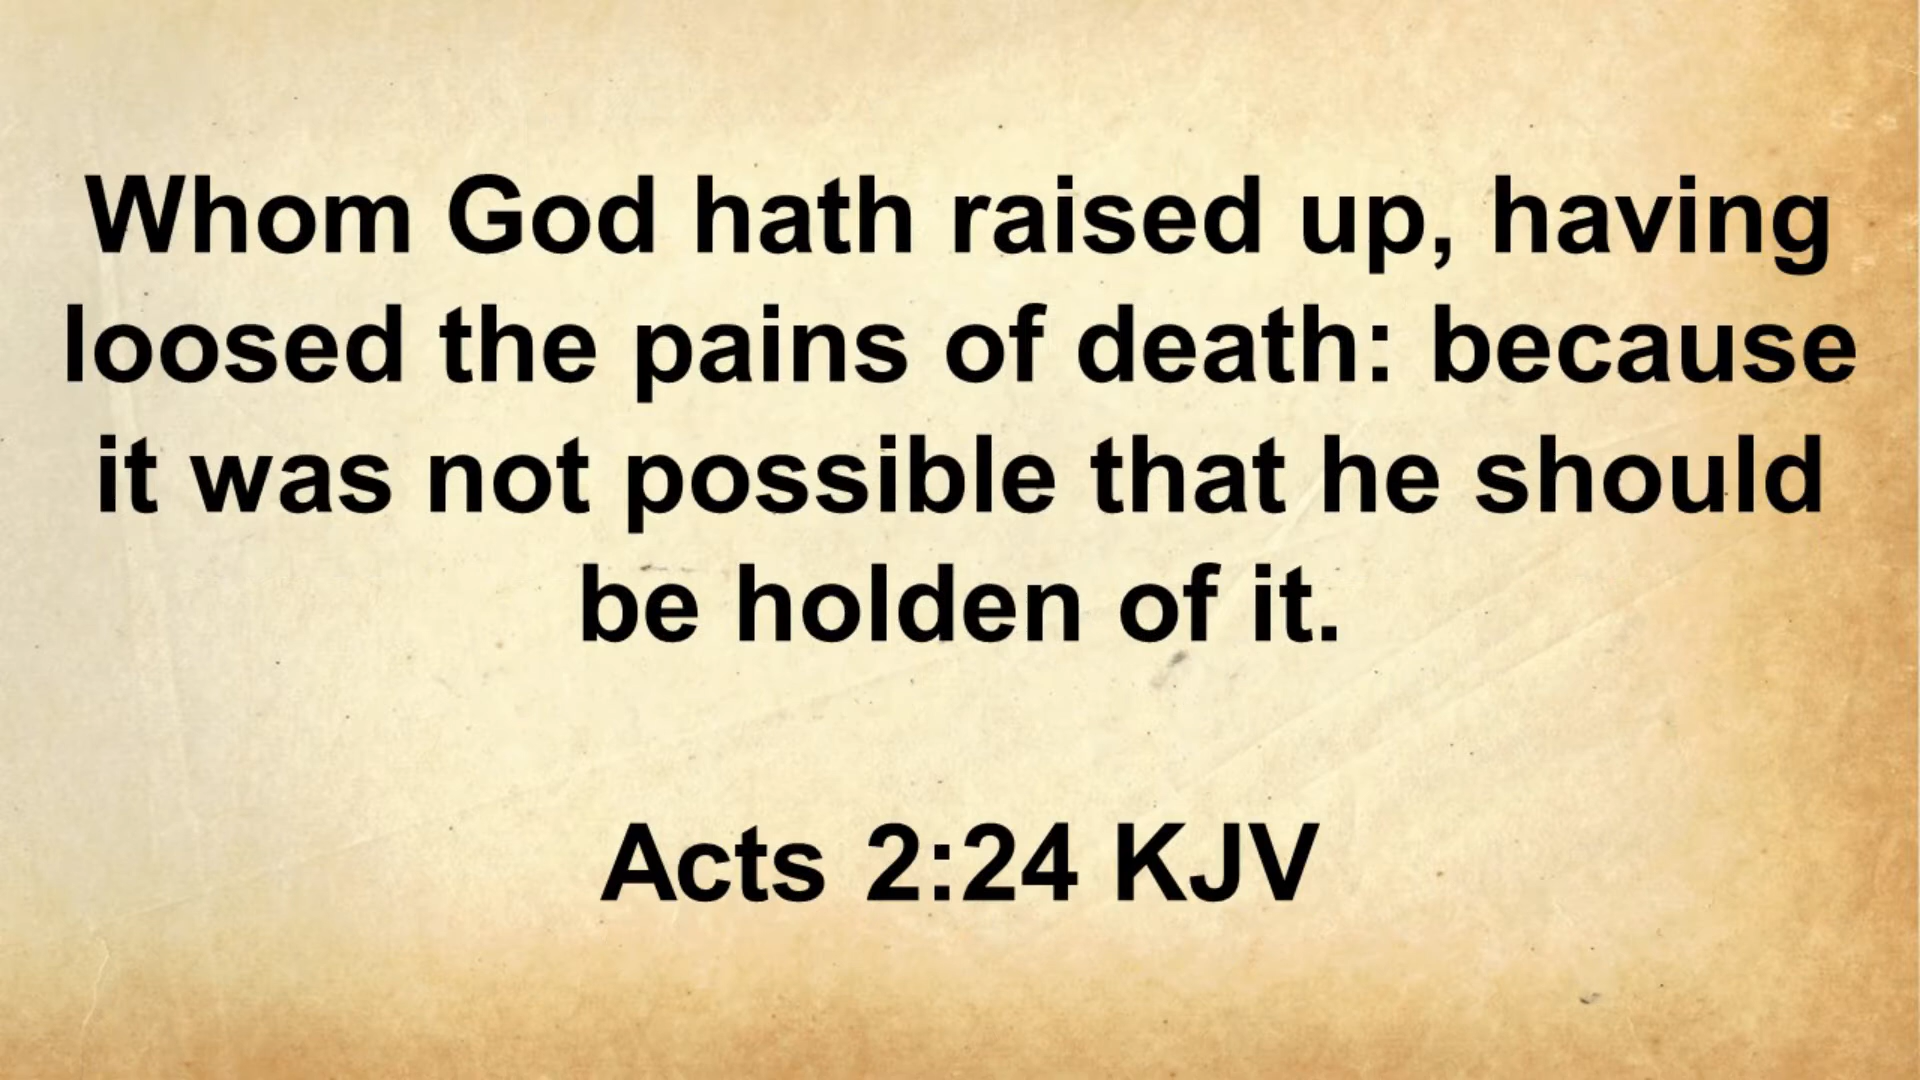 Whom God hath raised up, having
loosed the pains of death: because
it was not possible that he should
be holden of it.
Acts 2:24 KJV